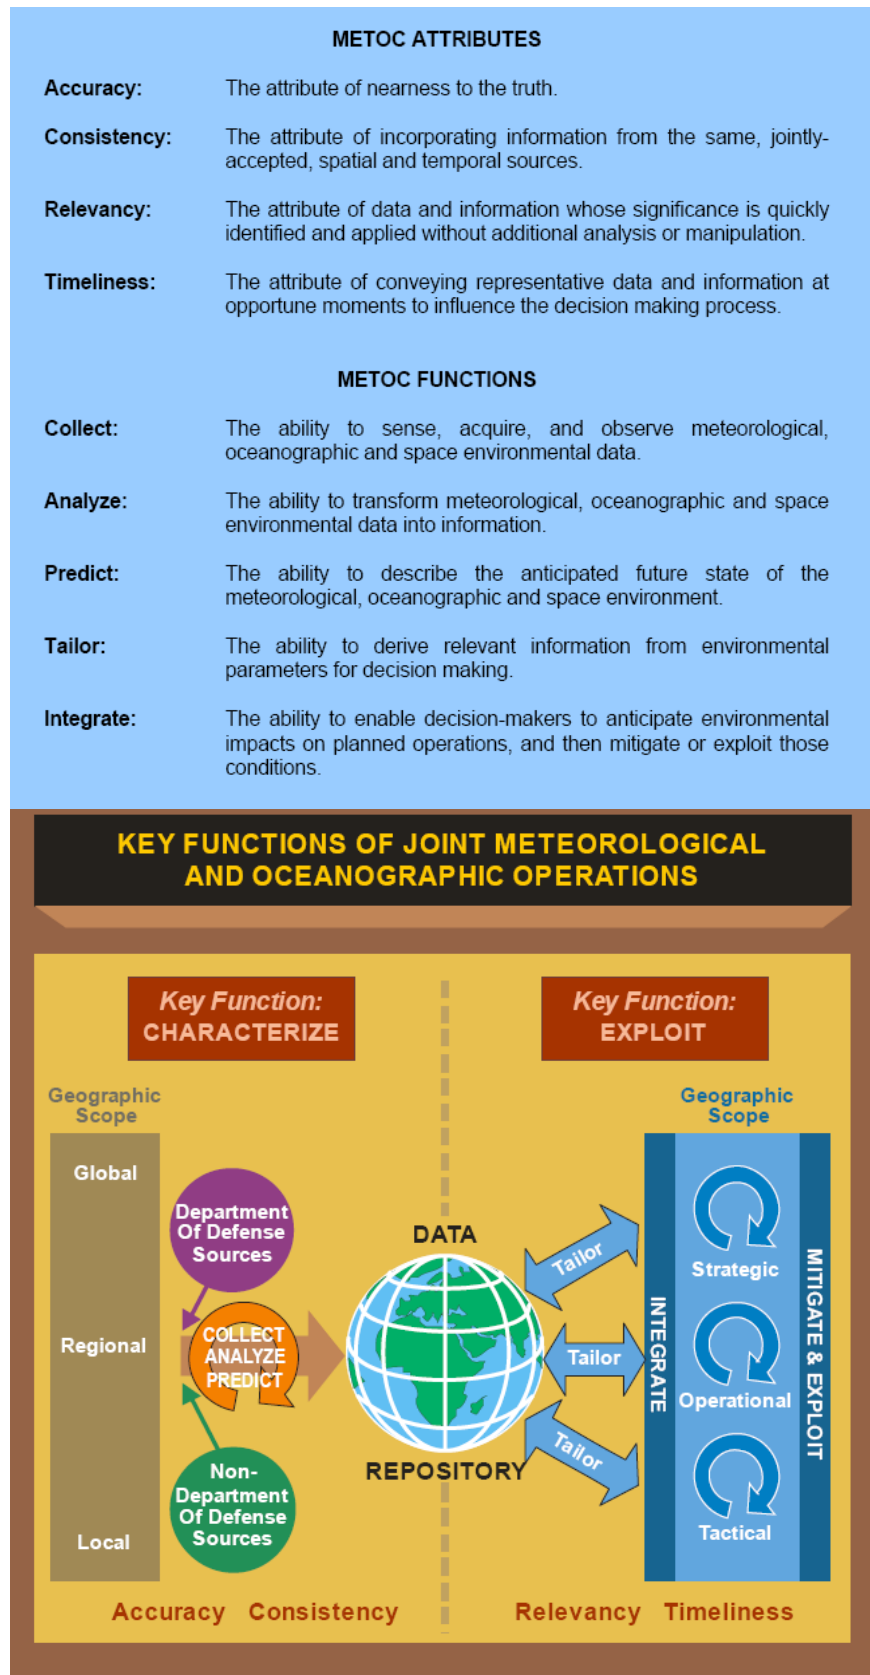 METOC ATTRIBUTES
Accuracy: The attribute of nearness to the truth.
Consistency: The attribute of incorporating information from the same, jointly-
accepted, spatial and temporal sources.
Relevancy: The attribute of data and information whose significance is quickly
identified and applied without additional analysis or manipulation.
Timeliness: The attribute of conveying representative data and information at
opportune moments to influence the decision making process.
METOC FUNCTIONS
Collect: The ability to sense, acquire, and observe meteorological,
oceanographic and space environmental data.
Analyze: The ability to transform meteorological, oceanographic and space
environmental data into information.
Predict: The ability to describe the anticipated future state of the
meteorological, oceanographic and space environment.
Tailor: The ability to derive relevant information from environmental
parameters for decision making.
Integrate: The ability to enable decision-makers to anticipate environmental
impacts on planned operations, and then mitigate or exploit those
conditions.
KEY FUNCTIONS OF JOINT METEOROLOGICAL
AND OCEANOGRAPHIC OPERATIONS
Key Function:
CHARACTERIZE
Key Function:
EXPLOIT
Geographic
Scope
Global
Regional
Local
Department
Of Defense
Sources
COLLECT
ANALYZE
PREDICT
Non-
Department
Of Defense
Sources
DATA
REPOSITORY
Tailor
Tailor
Tailor
Geographic
Scope
INTEGRATE
Strategic
Operational
Tactical
MITIGATE & EXPLOIT
Accuracy Consistency
Relevancy Timeliness